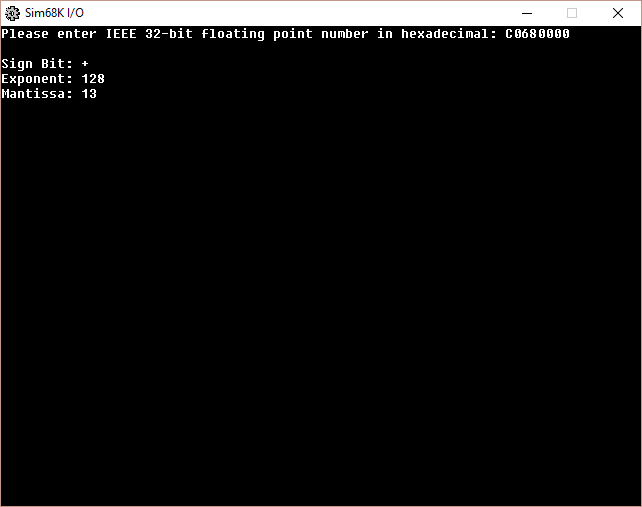 Sim68K I/O
Please enter IEEE 32-bit floating point number in hexadecimal: C0680000
Sign Bit: +
Exponent: 128
Mantissa: 13